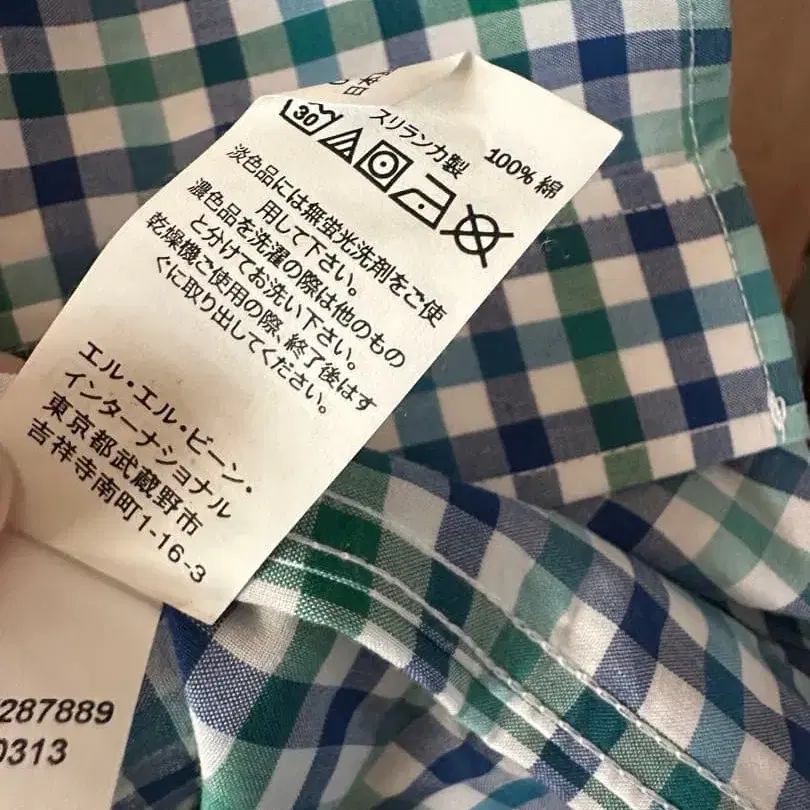 100% 綿
スリランカ製
30
淡色品には無蛍光洗剤をご使
用して下さい。
濃色品を洗濯の際は他のもの
と分けてお洗い下さい。
乾燥機ご使用の際、終了後はす
ぐに取り出してください。
エル・エル・ビーン・
インターナショナル
東京都武蔵野市
吉祥寺南町1-16-3
287889
0313